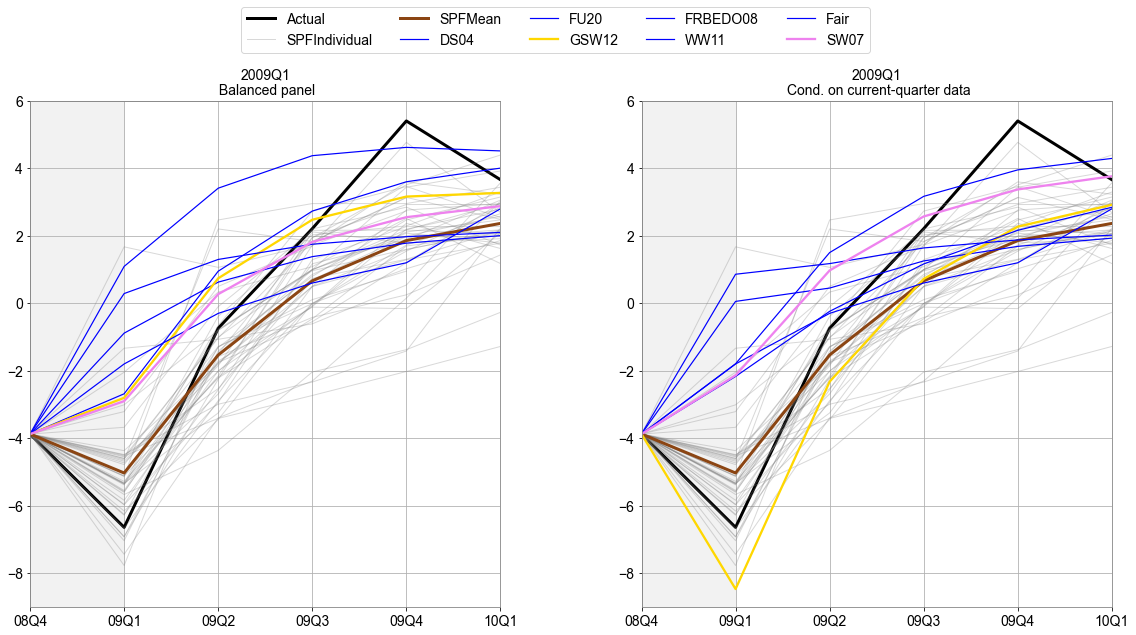 Actual SPFMean FU20 FRBEDO08 Fair
SPFIndividual DS04 GSW12 WW11 SW07
2009Q1
Balanced panel
6
4
2
0
−2
−4
−6
−8
08Q4 09Q1 09Q2 09Q3 09Q4 10Q1
2009Q1
Cond. on current-quarter data
6
4
2
0
−2
−4
−6
−8
08Q4 09Q1 09Q2 09Q3 09Q4 10Q1